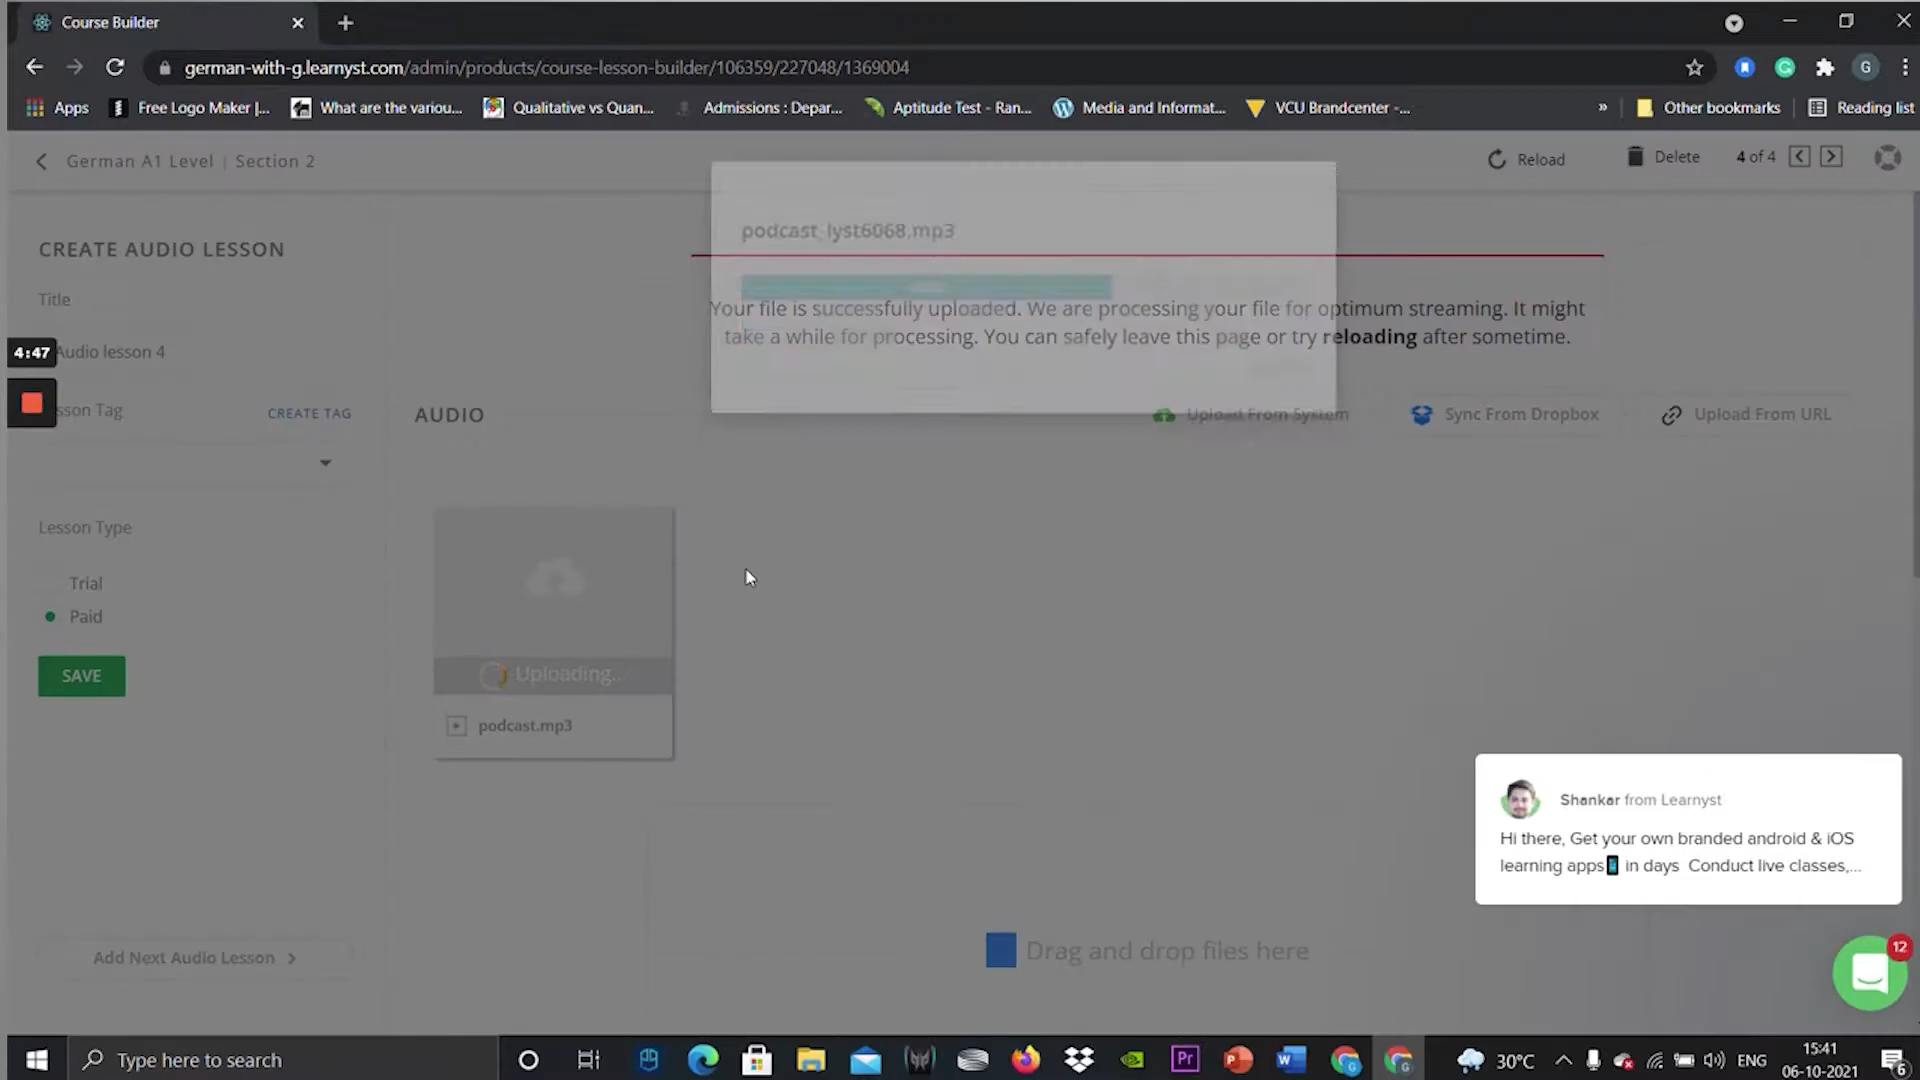 Course Builder
german-with-g.learnyst.com/admin/products/course-lesson-builder/106359/227048/1369004
G
Apps
Free Logo Maker |...
What are the variou...
Qualitative vs Quan...
Admissions : Depar...
Aptitude Test - Ran...
Media and Informat...
VCU Brandcenter -...
»
Other bookmarks
Reading list
German A1 Level | Section 2
Reload
Delete
4 of 4
podcast_lyst6068.mp3
CREATE AUDIO LESSON
Title
Your file is successfully uploaded. We are processing your file for optimum streaming. It might
take a while for processing. You can safely leave this page or try reloading after sometime.
4:47
Audio lesson 4
sson Tag
CREATE TAG
AUDIO
Upload From System
Sync From Dropbox
Upload From URL
Lesson Type
Trial
Paid
SAVE
Uploading...
podcast.mp3
Shankar from Learnyst
Hi there, Get your own branded android & iOS
learning apps in days Conduct live classes,...
Add Next Audio Lesson
Drag and drop files here
12
Type here to search
Pr
30°C
ENG
15:41
06-10-2021
6